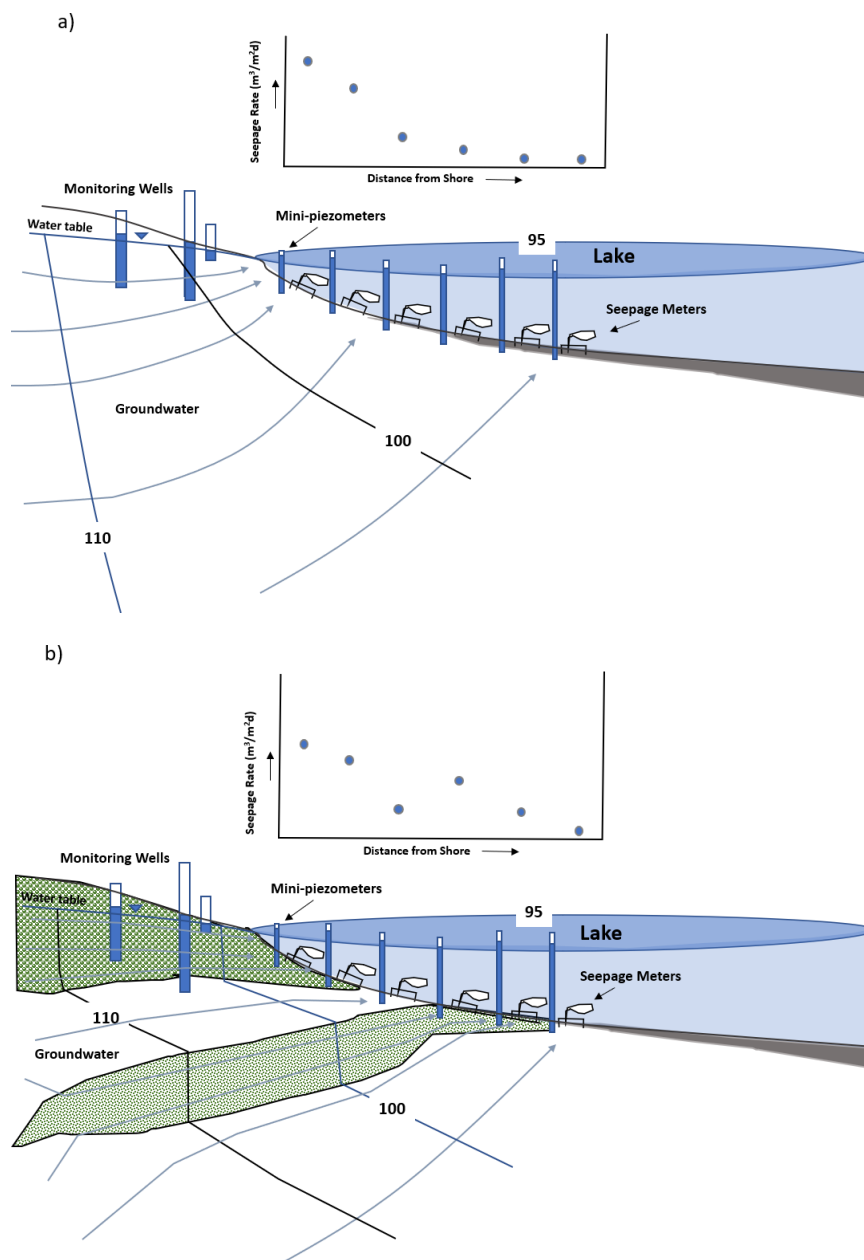 a)
Seepage Rate (m³/m²d)
Distance from Shore
Monitoring Wells
Water table
Mini-piezometers
95
Lake
Seepage Meters
Groundwater
100
110
b)
Seepage Rate (m³/m²d)
Distance from Shore
Monitoring Wells
Water table
Mini-piezometers
95
Lake
Seepage Meters
110
Groundwater
100